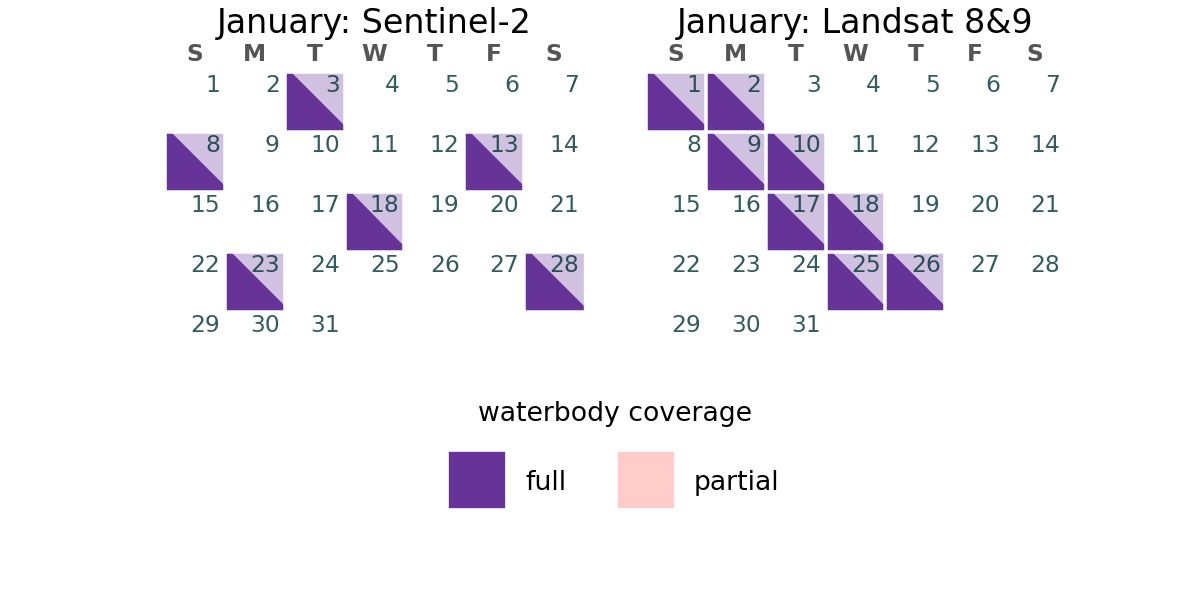 January: Sentinel-2
S M T W T F S
1 2 3 4 5 6 7
8 9 10 11 12 13 14
15 16 17 18 19 20 21
22 23 24 25 26 27 28
29 30 31
January: Landsat 8&9
S M T W T F S
1 2 3 4 5 6 7
8 9 10 11 12 13 14
15 16 17 18 19 20 21
22 23 24 25 26 27 28
29 30 31
waterbody coverage
full partial